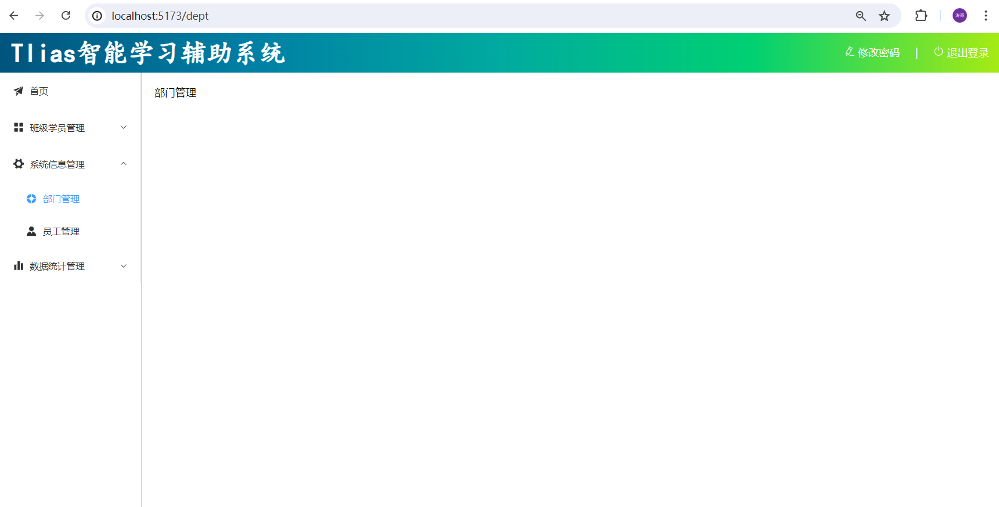 localhost:5173/dept
涛哥
Tlias智能学习辅助系统
修改密码 | 退出登录
首页
部门管理
班级学员管理
系统信息管理
部门管理
员工管理
数据统计管理